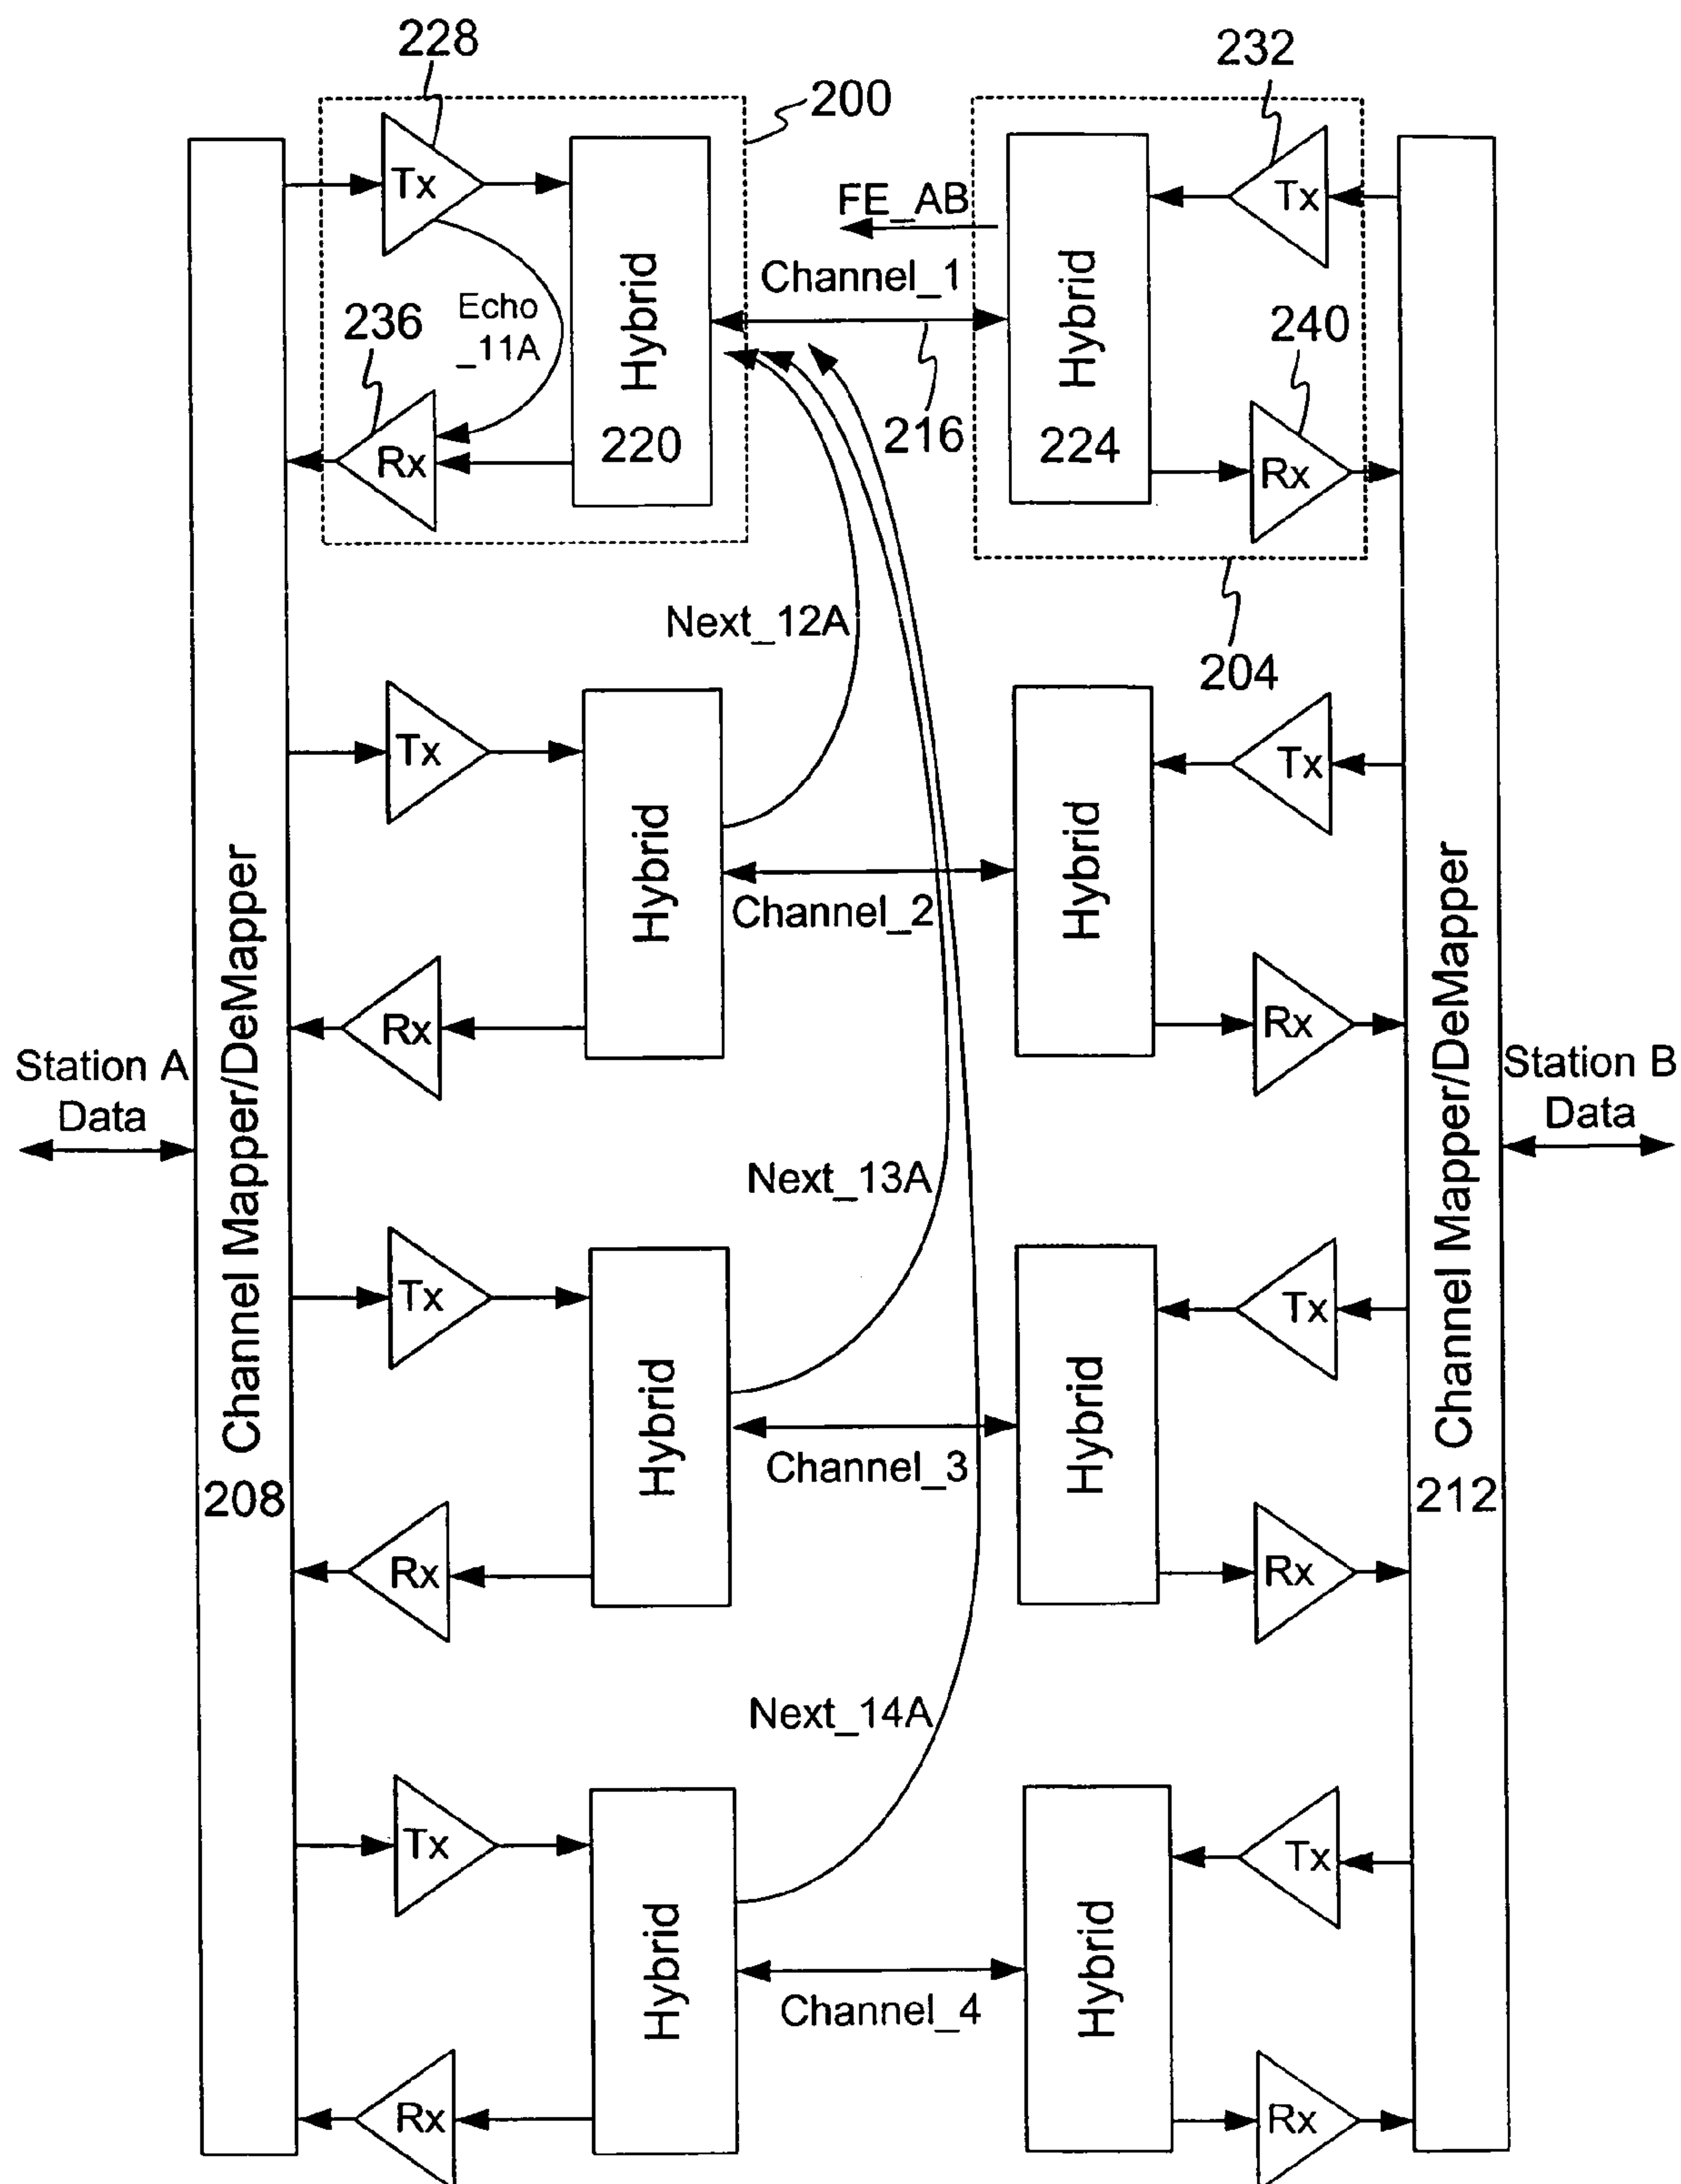 228
232
200
Tx
Tx
FE_AB
Channel_1
Hybrid
Hybrid
Echo
_11A
236
240
220
216
224
Rx
Rx
Next_12A
204
Tx
Tx
Hybrid
Hybrid
Channel_2
Rx
Rx
Station A
Data
Channel Mapper/DeMapper
208
Station B
Data
Channel Mapper/DeMapper
212
Next_13A
Tx
Tx
Hybrid
Hybrid
Channel_3
Rx
Rx
Next_14A
Tx
Tx
Hybrid
Hybrid
Channel_4
Rx
Rx